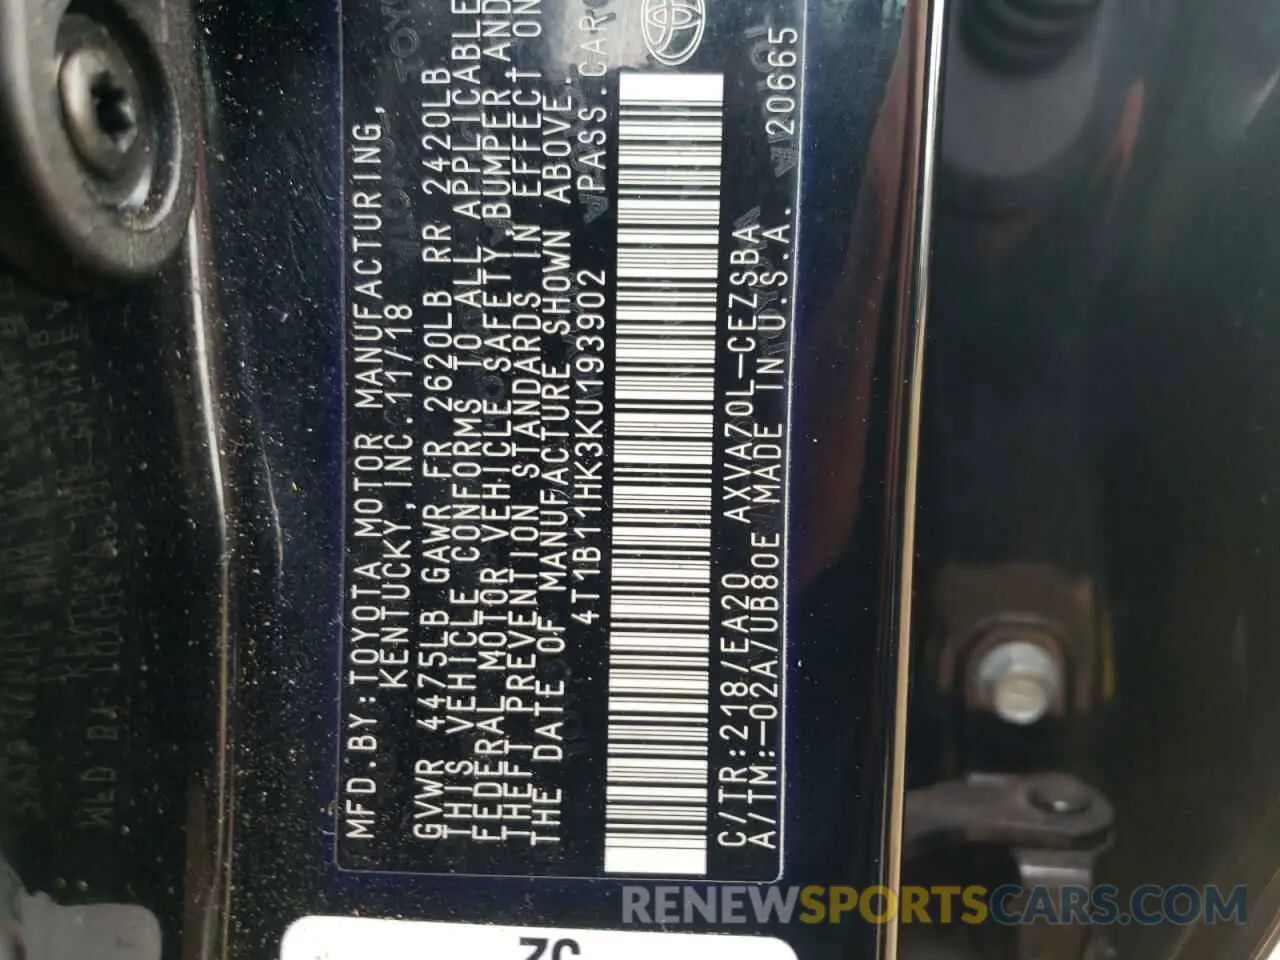 MFD.BY:TOYOTA MOTOR MANUFACTURING,
KENTUCKY,INC.11/18
GVWR 4475LB GAWR FR 2620LB RR 2420LB
THIS VEHICLE CONFORMS TO ALL APPLICABLE
FEDERAL MOTOR VEHICLE SAFETY,BUMPER,AND
THEFT PREVENTION STANDARDS IN EFFECT ON
THE DATE OF MANUFACTURE SHOWN ABOVE.
4T1B11HK3KU193902 PASS.CAR
C/TR:218/EA20 AXVA70L-CEZSBA
A/TM:-02A/UB80E MADE IN U.S.A. 20665
RENEWSPORTSCARS.COM